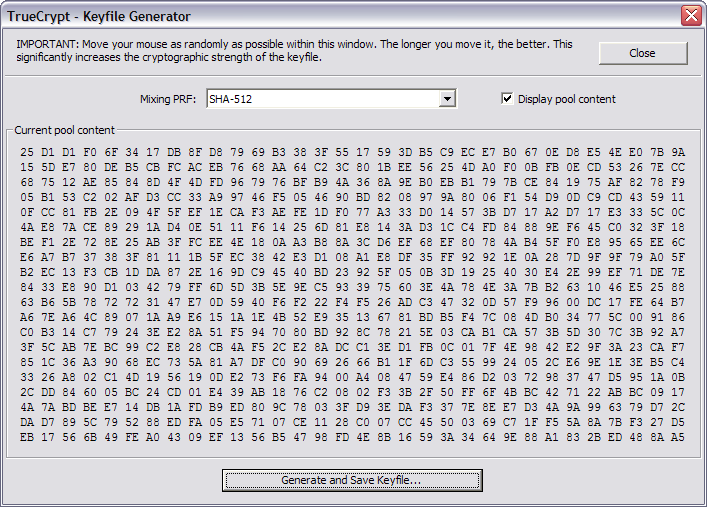 TrueCrypt - Keyfile Generator
IMPORTANT: Move your mouse as randomly as possible within this window. The longer you move it, the better. This
significantly increases the cryptographic strength of the keyfile.
Close
Mixing PRF: SHA-512
Display pool content
Current pool content
25 D1 D1 F0 6F 34 17 DB 8F D8 79 69 B3 38 3F 55 17 59 3D B5 C9 EC E7 B0 67 0E D8 E5 4E E0 7B 9A
15 5D E7 80 DE B5 CB FC AC EB 76 68 AA 64 C2 3C 80 1B EE 56 25 4D A0 F0 0B FB 0E CD 53 26 7E CC
68 75 12 AE 85 84 8D 4F 4D FD 96 79 76 BF B9 4A 36 8A 9E B0 EB B1 79 7B CE 84 19 75 AF 82 78 F9
05 B1 53 C2 02 AF D3 CC 33 A9 97 46 F5 05 46 90 BD 82 08 97 9A 80 06 F1 54 D9 0D C9 CD 43 59 11
0F CC 81 FB 2E 09 4F 5F EF 1E CA F3 AE FE 1D F0 77 A3 33 D0 14 57 3B D7 17 A2 D7 17 E3 33 5C 0C
4A E8 7A CE 89 29 1A D4 0E 51 11 F6 14 25 6D 81 E8 14 3A D3 1C C4 FD 84 88 9E F6 45 C0 32 3F 18
BE F1 2E 72 8E 25 AB 3F FC EE 4E 18 0A A3 B8 8A 3C D6 EF 68 EF 80 78 4A B4 5F F0 E8 95 65 EE 6C
E6 A7 B7 37 38 3F 81 11 1B 5F EC 38 42 E3 D1 08 A1 E8 DF 35 FF 92 92 1E 0A 28 7D 9F 9F 79 A0 5F
B2 EC 13 F3 CB 1D DA 87 2E 16 9D C9 45 40 BD 23 92 5F 05 0B 3D 19 25 40 30 E4 2E 99 EF 71 DE 7E
84 33 E8 90 D1 03 42 79 FF 6D 5D 3B 5E 9E C5 93 39 75 60 3E 4A 78 4E 3A 7B B2 63 10 46 E5 25 88
63 B6 5B 78 72 72 31 47 E7 0D 59 40 F6 F2 22 F4 F5 26 AD C3 47 32 0D 57 F9 96 00 DC 17 FE 64 B7
A6 7E A6 4C 89 07 1A A9 E6 15 1A 1E 4B 52 E9 35 13 67 81 BD B5 F4 7C 08 4D B0 34 77 5C 00 91 86
C0 B3 14 C7 79 24 3E E2 8A 51 F5 94 70 80 BD 92 8C 78 21 5E 03 CA B1 CA 57 3B 5D 30 7C 3B 92 A7
3F 5C AB 7E BC 99 C2 E8 28 CB 4A F5 2C E2 8A DC C1 3E D1 FB 0C 01 7F 4E 98 42 E2 9F 3A 23 CA F7
85 1C 36 A3 90 68 EC 73 5A 81 A7 DF C0 90 69 26 66 B1 1F 6D C3 55 99 24 05 2C E6 9E 1E 3E B5 C4
33 26 A8 02 C1 4D 19 56 19 0D E2 73 F6 FA 94 00 A4 08 47 59 E4 86 D2 03 72 98 37 47 D5 95 1A 0B
2C DD 84 60 05 BC 24 CD 01 E4 39 AB 18 76 C2 08 02 F3 3B 2F 50 FF 6F 4B BC 42 71 22 AB BC 09 17
4A 7A BD BE E7 14 DB 1A FD B9 ED 80 9C 78 03 3F D9 3E DA F3 37 7E 8E E7 D3 4A 9A 99 63 79 D7 2C
DA D7 89 5C 79 52 88 ED FA 05 E5 71 07 CE 11 28 C0 07 CC 45 50 03 69 C7 1F F5 5A 8A 7B F3 27 D5
EB 17 56 6B 49 FE A0 43 09 EF 13 56 B5 47 98 FD 4E 8B 16 59 3A 34 64 9E 88 A1 83 2B ED 48 8A A5
Generate and Save Keyfile...